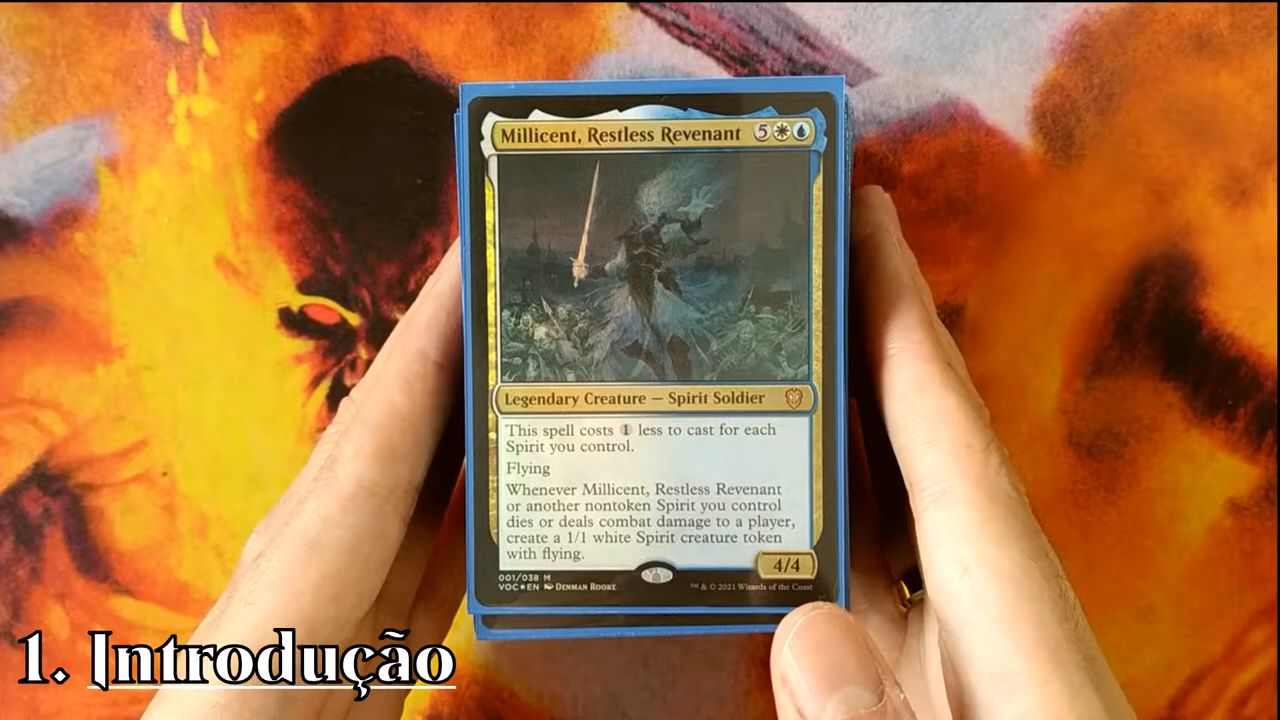 Millicent, Restless Revenant 5
Legendary Creature — Spirit Soldier
This spell costs 1 less to cast for each
Spirit you control.
Flying
Whenever Millicent, Restless Revenant
or another nontoken Spirit you control
dies or deals combat damage to a player,
create a 1/1 white Spirit creature token
with flying.
4/4
001/038 M
VOC★EN DENMAN ROOKE
™ & © 2021 Wizards of the Coast
1. Introdução